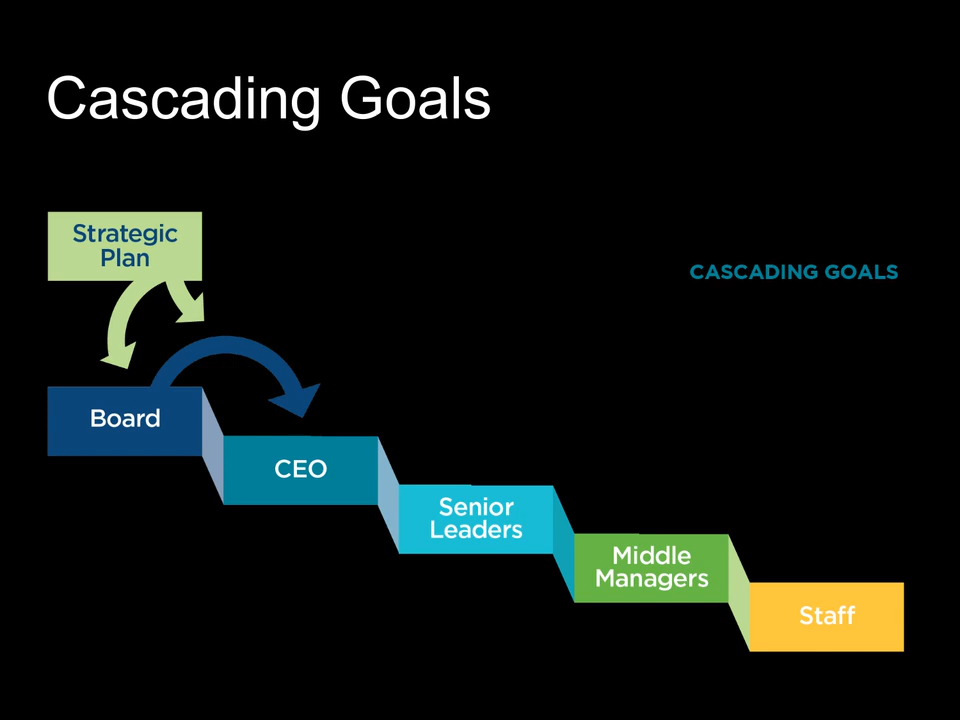 Cascading Goals
Strategic
Plan
CASCADING GOALS
Board
CEO
Senior
Leaders
Middle
Managers
Staff